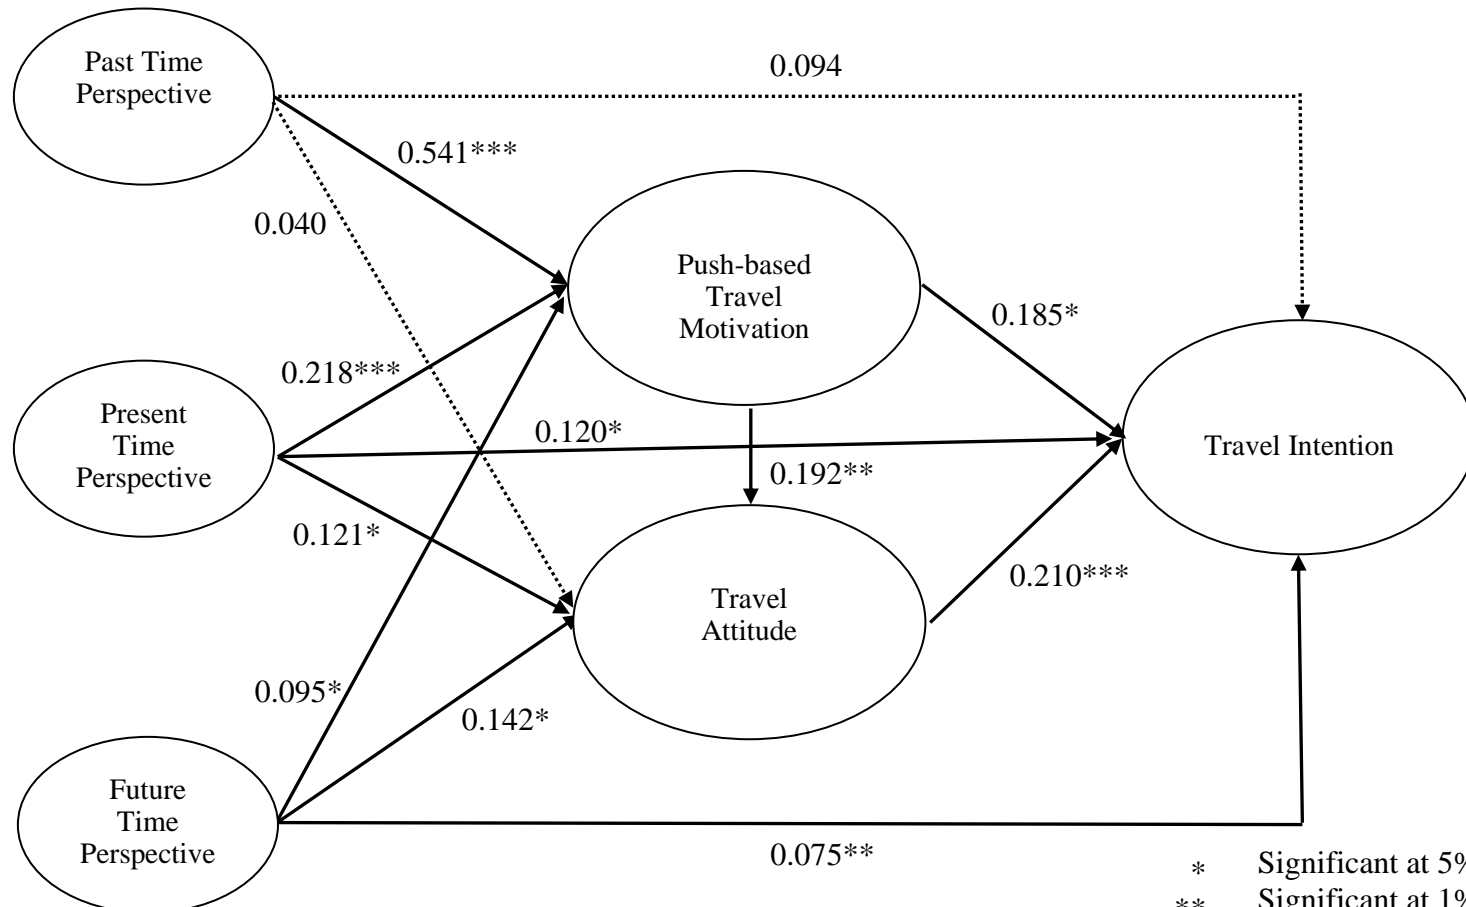 Past Time
Perspective
0.094
0.541***
0.040
Push-based
Travel
Motivation
0.185*
0.218***
Present
Time
Perspective
0.120*
Travel Intention
0.192**
0.121*
0.210***
Travel
Attitude
0.095*
0.142*
Future
Time
Perspective
0.075**
* Significant at 5%
** Significant at 1%